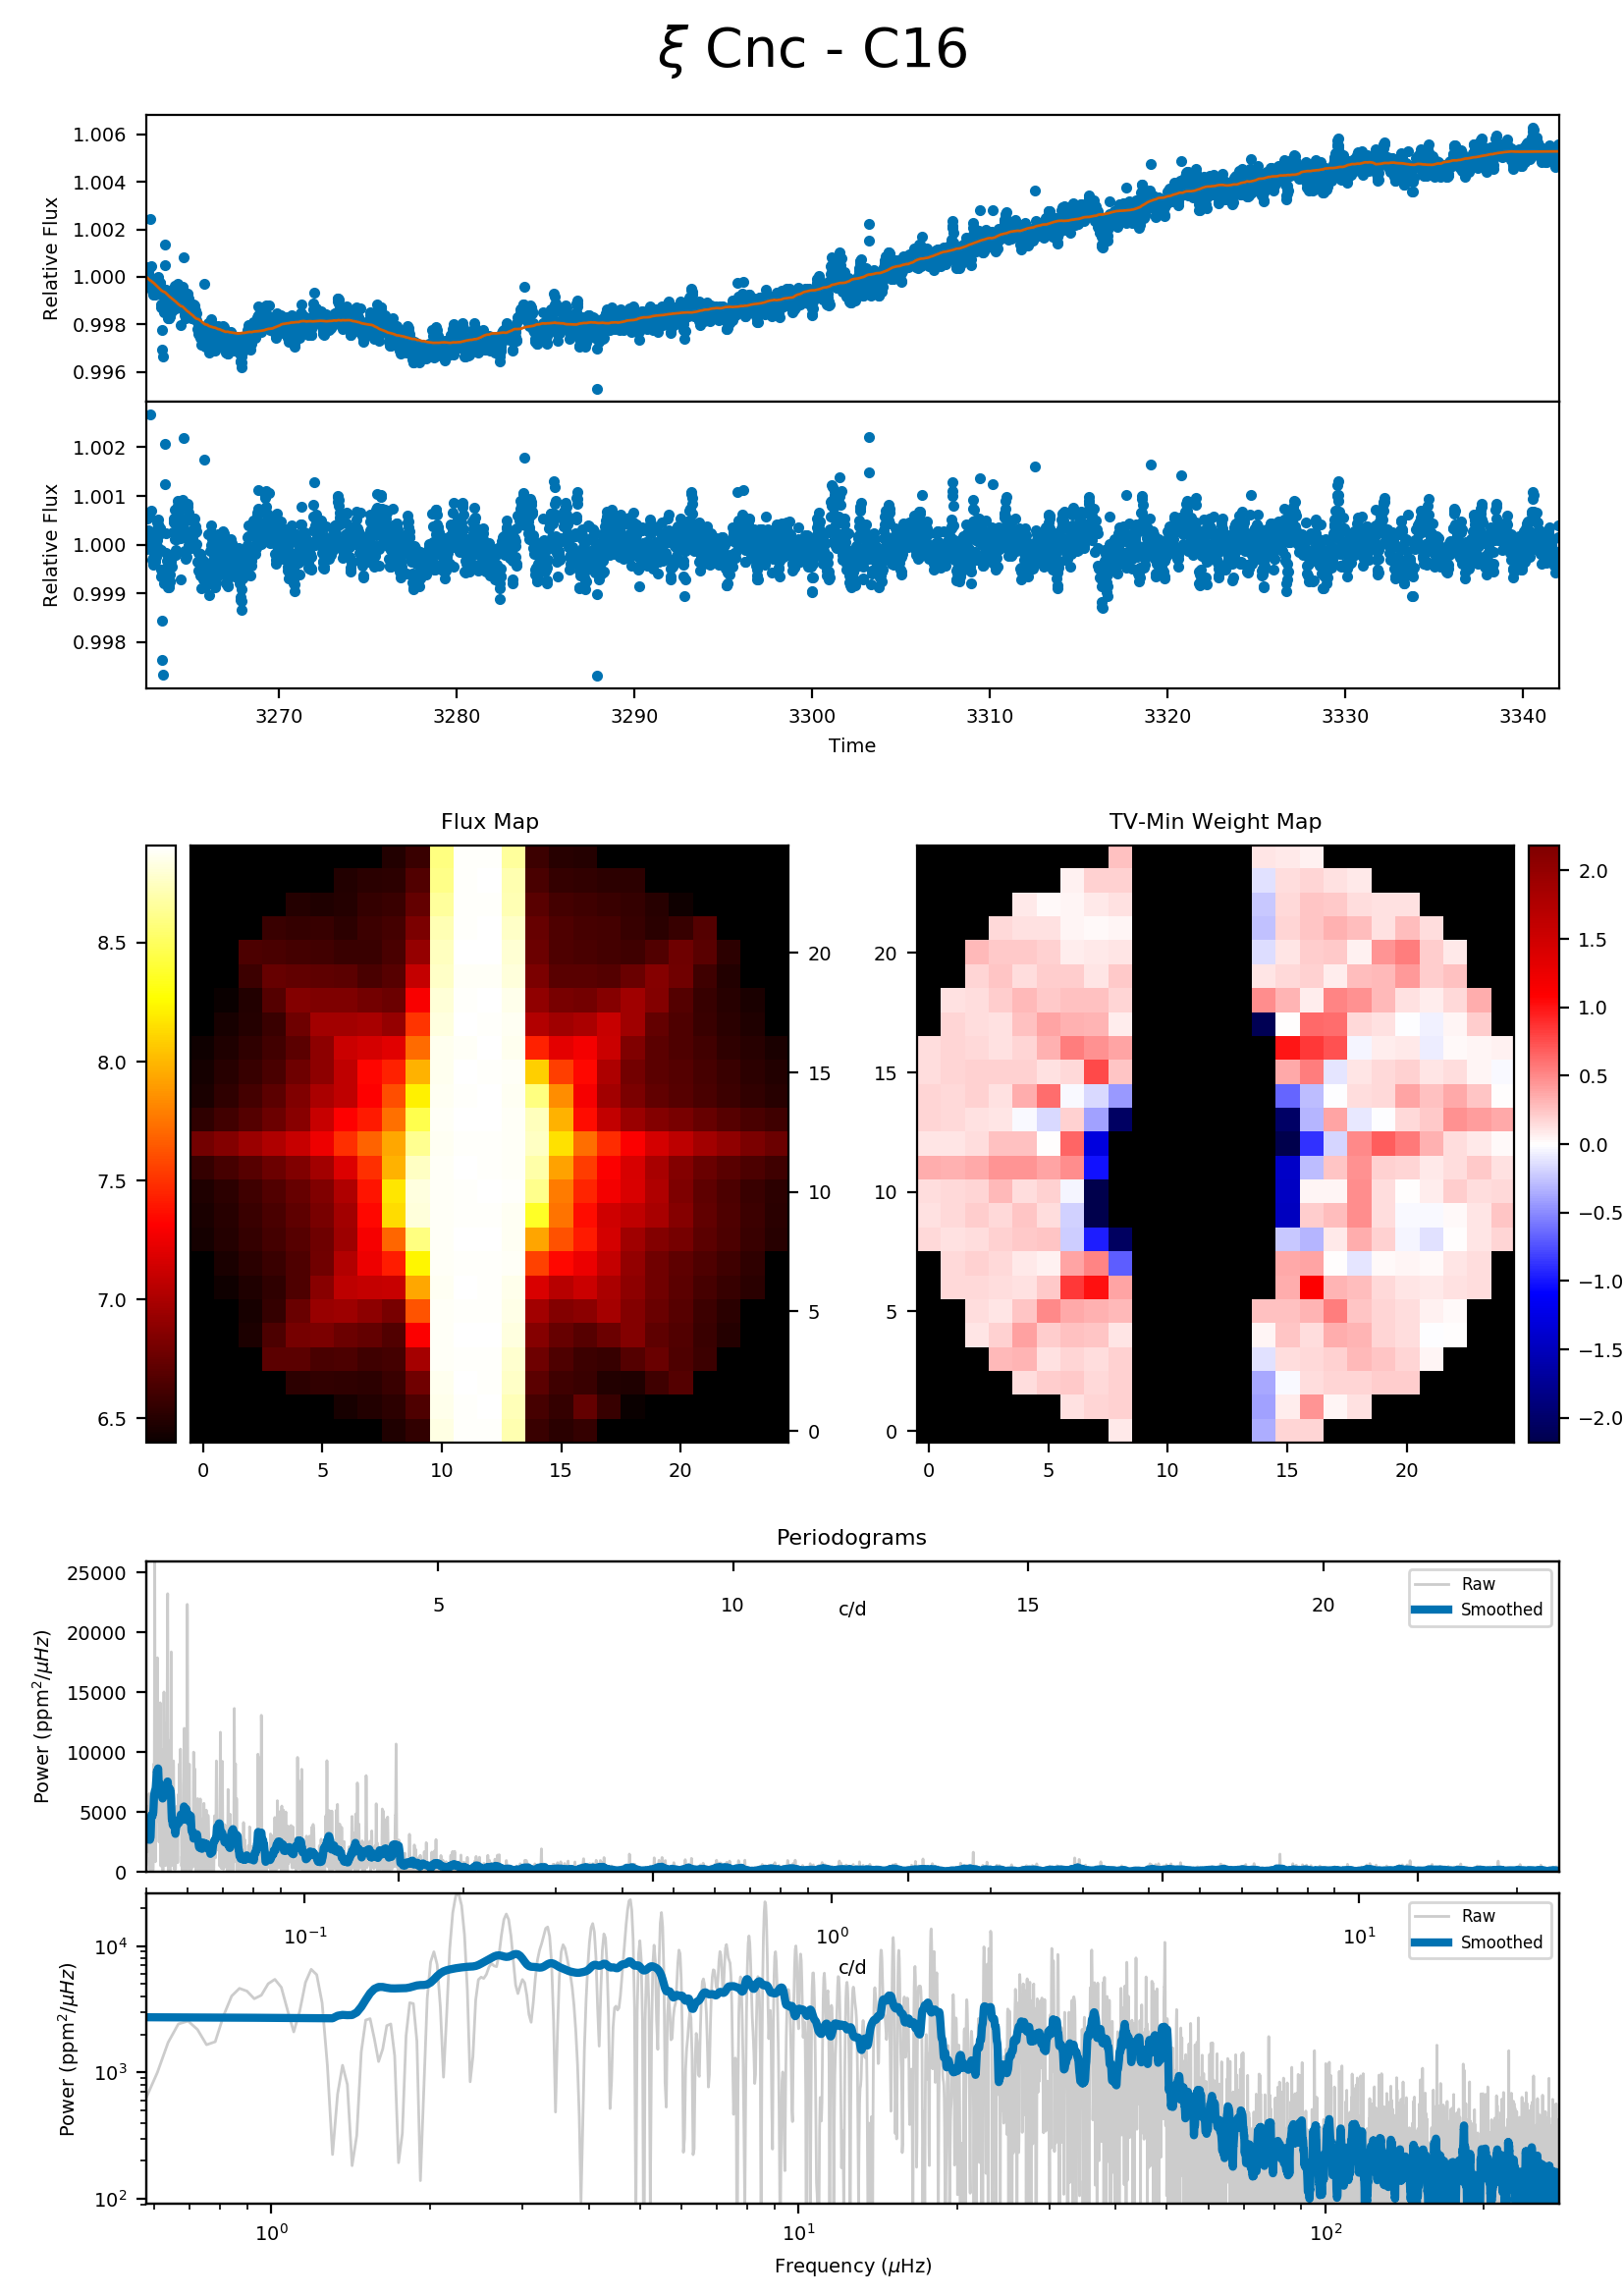 ξ Cnc - C16
1.006
1.004
1.002
1.000
0.998
0.996
Relative Flux
1.002
1.001
1.000
0.999
0.998
Relative Flux
3270 3280 3290 3300 3310 3320 3330 3340
Time
Flux Map
8.5
8.0
7.5
7.0
6.5
20
15
10
5
0
0 5 10 15 20
TV-Min Weight Map
20
15
10
5
0
0 5 10 15 20
2.0
1.5
1.0
0.5
0.0
−0.5
−1.0
−1.5
−2.0
Periodograms
25000
20000
15000
10000
5000
0
Power (ppm²/μHz)
5 10 15 20
c/d
Raw
Smoothed
10⁴
10³
10²
Power (ppm²/μHz)
10⁻¹ 10⁰ 10¹
c/d
Raw
Smoothed
10⁰ 10¹ 10²
Frequency (μHz)